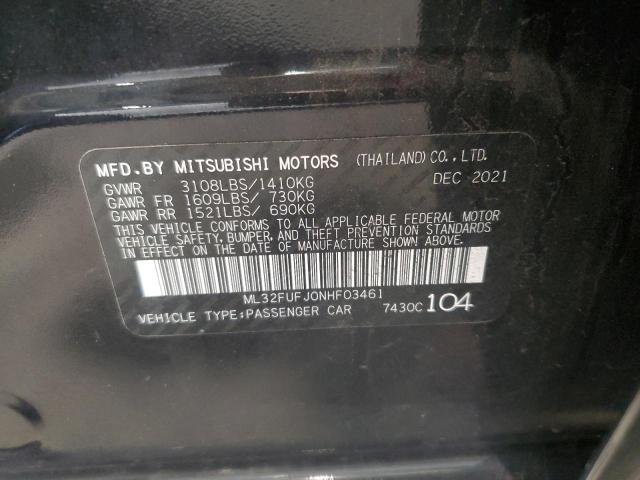 MFD.BY MITSUBISHI MOTORS (THAILAND) CO., LTD.
GVWR 3108LBS/1410KG DEC 2021
GAWR FR 1609LBS/ 730KG
GAWR RR 1521LBS/ 690KG
THIS VEHICLE CONFORMS TO ALL APPLICABLE FEDERAL MOTOR
VEHICLE SAFETY, BUMPER, AND THEFT PREVENTION STANDARDS
IN EFFECT ON THE DATE OF MANUFACTURE SHOWN ABOVE.
ML32FUFJ0NHF03461
VEHICLE TYPE:PASSENGER CAR 7430C 104